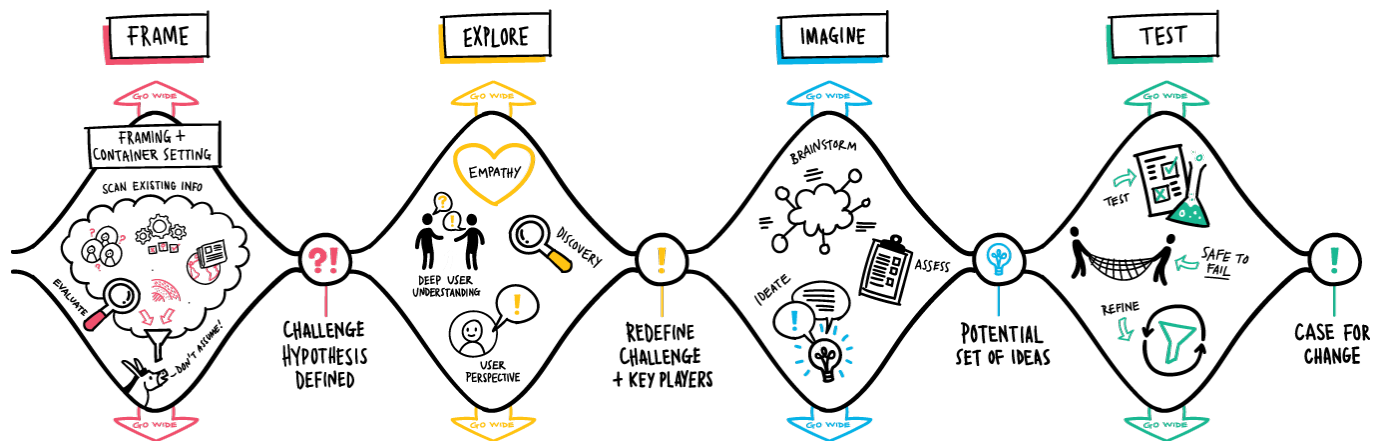 FRAME
GO WIDE
FRAMING +
CONTAINER SETTING
SCAN EXISTING INFO
?
?
?
EVALUATE
DON'T ASSUME!
GO WIDE
?!
CHALLENGE
HYPOTHESIS
DEFINED
EXPLORE
GO WIDE
EMPATHY
?
!
DEEP USER
UNDERSTANDING
DISCOVERY
!
USER
PERSPECTIVE
GO WIDE
!
REDEFINE
CHALLENGE
+ KEY PLAYERS
IMAGINE
GO WIDE
BRAINSTORM
ASSESS
IDEATE
!
GO WIDE
POTENTIAL
SET OF IDEAS
TEST
GO WIDE
TEST
SAFE TO
FAIL
REFINE
GO WIDE
!
CASE FOR
CHANGE